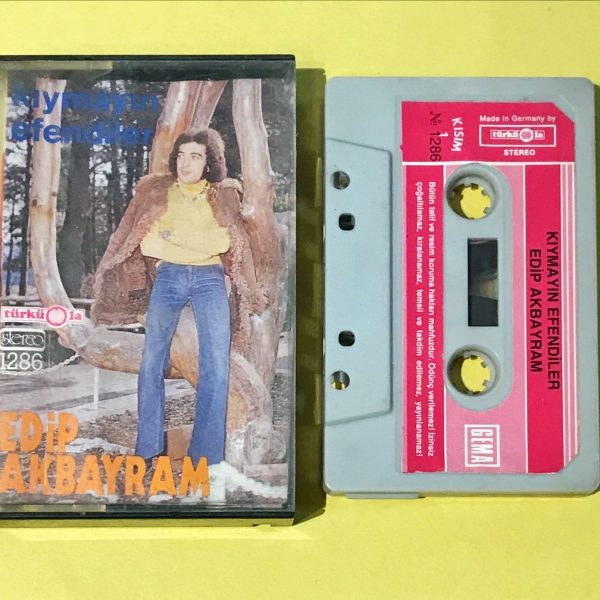 kıymayın
efendiler
türküola
stereo
1286
EDİP
AKBAYRAM
KISIM
1
№ 1286
Made in Germany by
türküola
STEREO
Bütün telif ve resim koruma hakları mahfuzdur. Ödünç verilemez! İzinsiz
çoğaltılamaz, kiralanamaz, temsil ve takdim edilemez, yayınlanamaz!
KIYMAYIN EFENDİLER
EDİP AKBAYRAM
GEMA